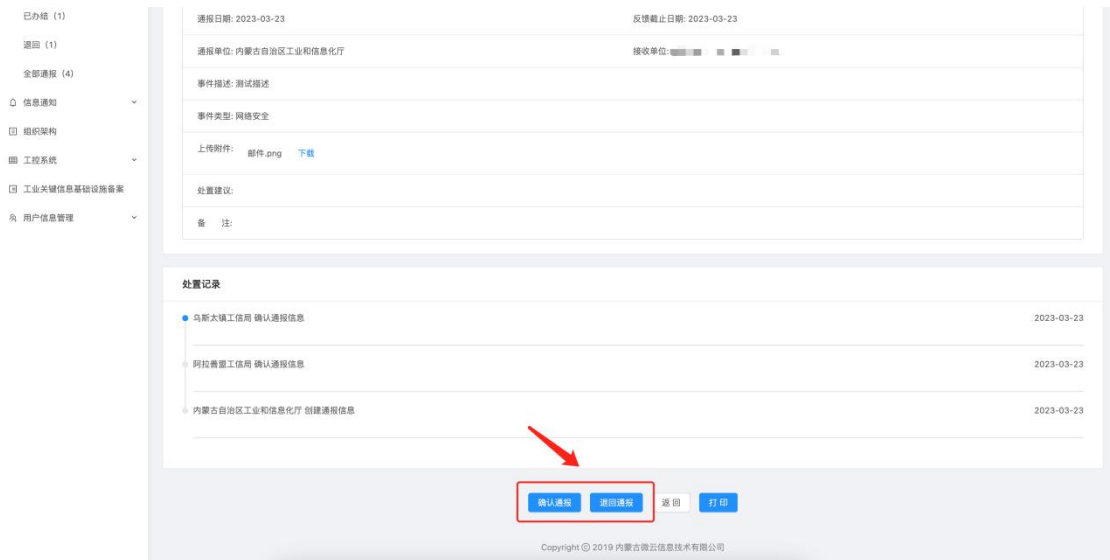 已办结（1）
退回（1）
全部通报（4）
信息通知
组织架构
工控系统
工业关键信息基础设施备案
用户信息管理
通报日期: 2023-03-23
反馈截止日期: 2023-03-23
通报单位: 内蒙古自治区工业和信息化厅
接收单位:
事件描述: 测试描述
事件类型: 网络安全
上传附件: 邮件.png 下载
处置建议:
备 注:
处置记录
乌斯太镇工信局 确认通报信息 2023-03-23
阿拉善盟工信局 确认通报信息 2023-03-23
内蒙古自治区工业和信息化厅 创建通报信息 2023-03-23
确认通报 退回通报 返回 打印
Copyright ⓒ 2019 内蒙古微云信息技术有限公司